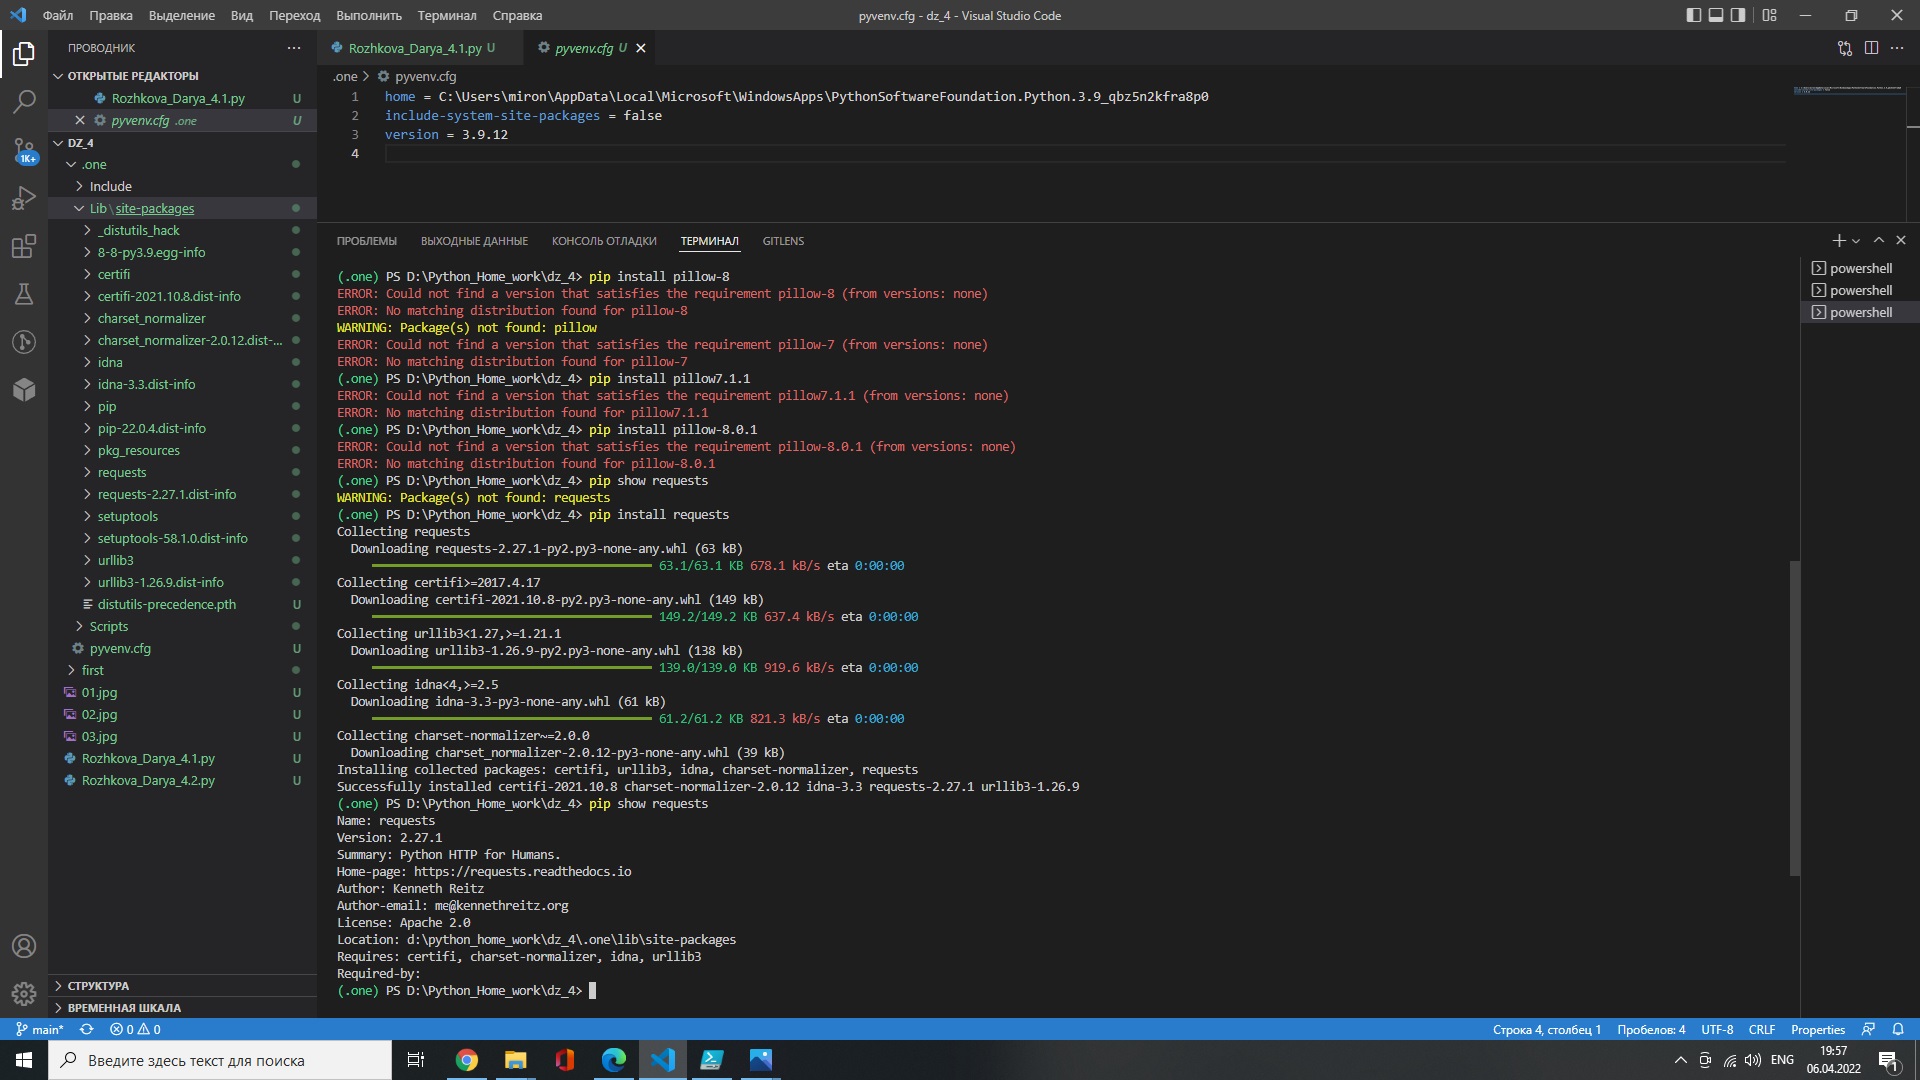 Файл Правка Выделение Вид Переход Выполнить Терминал Справка
pyvenv.cfg - dz_4 - Visual Studio Code
ПРОВОДНИК
ОТКРЫТЫЕ РЕДАКТОРЫ
Rozhkova_Darya_4.1.py U
pyvenv.cfg .one U
DZ_4
.one
Include
Lib \ site-packages
_distutils_hack
8-8-py3.9.egg-info
certifi
certifi-2021.10.8.dist-info
charset_normalizer
charset_normalizer-2.0.12.dist-...
idna
idna-3.3.dist-info
pip
pip-22.0.4.dist-info
pkg_resources
requests
requests-2.27.1.dist-info
setuptools
setuptools-58.1.0.dist-info
urllib3
urllib3-1.26.9.dist-info
distutils-precedence.pth U
Scripts
pyvenv.cfg U
first
01.jpg U
02.jpg U
03.jpg U
Rozhkova_Darya_4.1.py U
Rozhkova_Darya_4.2.py U
СТРУКТУРА
ВРЕМЕННАЯ ШКАЛА
1K+
Rozhkova_Darya_4.1.py U
pyvenv.cfg U
.one > pyvenv.cfg
1 home = C:\Users\miron\AppData\Local\Microsoft\WindowsApps\PythonSoftwareFoundation.Python.3.9_qbz5n2kfra8p0
2 include-system-site-packages = false
3 version = 3.9.12
4
ПРОБЛЕМЫ ВЫХОДНЫЕ ДАННЫЕ КОНСОЛЬ ОТЛАДКИ ТЕРМИНАЛ GITLENS
(.one) PS D:\Python_Home_work\dz_4> pip install pillow-8
ERROR: Could not find a version that satisfies the requirement pillow-8 (from versions: none)
ERROR: No matching distribution found for pillow-8
WARNING: Package(s) not found: pillow
ERROR: Could not find a version that satisfies the requirement pillow-7 (from versions: none)
ERROR: No matching distribution found for pillow-7
(.one) PS D:\Python_Home_work\dz_4> pip install pillow7.1.1
ERROR: Could not find a version that satisfies the requirement pillow7.1.1 (from versions: none)
ERROR: No matching distribution found for pillow7.1.1
(.one) PS D:\Python_Home_work\dz_4> pip install pillow-8.0.1
ERROR: Could not find a version that satisfies the requirement pillow-8.0.1 (from versions: none)
ERROR: No matching distribution found for pillow-8.0.1
(.one) PS D:\Python_Home_work\dz_4> pip show requests
WARNING: Package(s) not found: requests
(.one) PS D:\Python_Home_work\dz_4> pip install requests
Collecting requests
Downloading requests-2.27.1-py2.py3-none-any.whl (63 kB)
63.1/63.1 KB 678.1 kB/s eta 0:00:00
Collecting certifi>=2017.4.17
Downloading certifi-2021.10.8-py2.py3-none-any.whl (149 kB)
149.2/149.2 KB 637.4 kB/s eta 0:00:00
Collecting urllib3<1.27,>=1.21.1
Downloading urllib3-1.26.9-py2.py3-none-any.whl (138 kB)
139.0/139.0 KB 919.6 kB/s eta 0:00:00
Collecting idna<4,>=2.5
Downloading idna-3.3-py3-none-any.whl (61 kB)
61.2/61.2 KB 821.3 kB/s eta 0:00:00
Collecting charset-normalizer~=2.0.0
Downloading charset_normalizer-2.0.12-py3-none-any.whl (39 kB)
Installing collected packages: certifi, urllib3, idna, charset-normalizer, requests
Successfully installed certifi-2021.10.8 charset-normalizer-2.0.12 idna-3.3 requests-2.27.1 urllib3-1.26.9
(.one) PS D:\Python_Home_work\dz_4> pip show requests
Name: requests
Version: 2.27.1
Summary: Python HTTP for Humans.
Home-page: https://requests.readthedocs.io
Author: Kenneth Reitz
Author-email: me@kennethreitz.org
License: Apache 2.0
Location: d:\python_home_work\dz_4\.one\lib\site-packages
Requires: certifi, charset-normalizer, idna, urllib3
Required-by:
(.one) PS D:\Python_Home_work\dz_4>
powershell
powershell
powershell
main* 0 0
Строка 4, столбец 1 Пробелов: 4 UTF-8 CRLF Properties
Введите здесь текст для поиска
ENG
19:57
06.04.2022
1